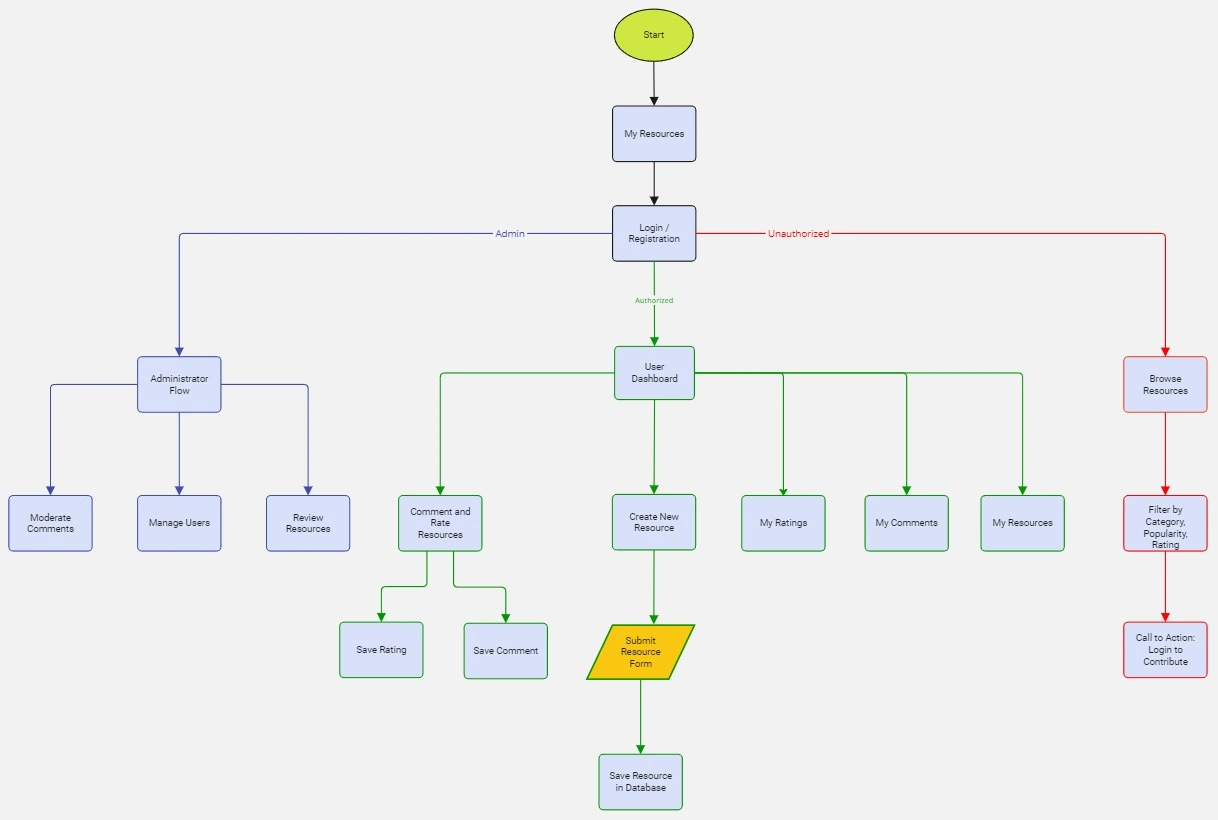 Start
My Resources
Login /
Registration
Admin
Unauthorized
Authorized
Administrator
Flow
User
Dashboard
Browse
Resources
Moderate
Comments
Manage Users
Review
Resources
Comment and
Rate
Resources
Create New
Resource
My Ratings
My Comments
My Resources
Filter by
Category,
Popularity,
Rating
Save Rating
Save Comment
Submit
Resource
Form
Call to Action:
Login to
Contribute
Save Resource
in Database